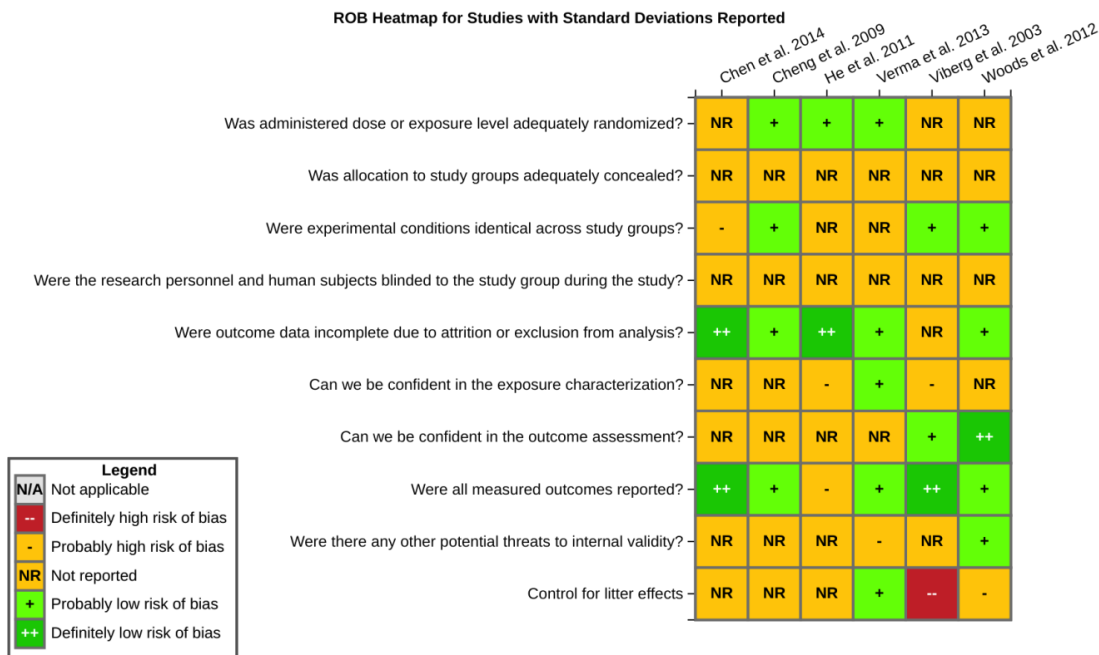 ROB Heatmap for Studies with Standard Deviations Reported
Chen et al. 2014
Cheng et al. 2009
He et al. 2011
Verma et al. 2013
Viberg et al. 2003
Woods et al. 2012
Was administered dose or exposure level adequately randomized? NR + + + NR NR
Was allocation to study groups adequately concealed? NR NR NR NR NR NR
Were experimental conditions identical across study groups? - + NR NR + +
Were the research personnel and human subjects blinded to the study group during the study? NR NR NR NR NR NR
Were outcome data incomplete due to attrition or exclusion from analysis? ++ + ++ + NR +
Can we be confident in the exposure characterization? NR NR - + - NR
Can we be confident in the outcome assessment? NR NR NR NR + ++
Were all measured outcomes reported? ++ + - + ++ +
Were there any other potential threats to internal validity? NR NR NR - NR +
Control for litter effects NR NR NR + -- -
Legend
N/A Not applicable
-- Definitely high risk of bias
- Probably high risk of bias
NR Not reported
+ Probably low risk of bias
++ Definitely low risk of bias